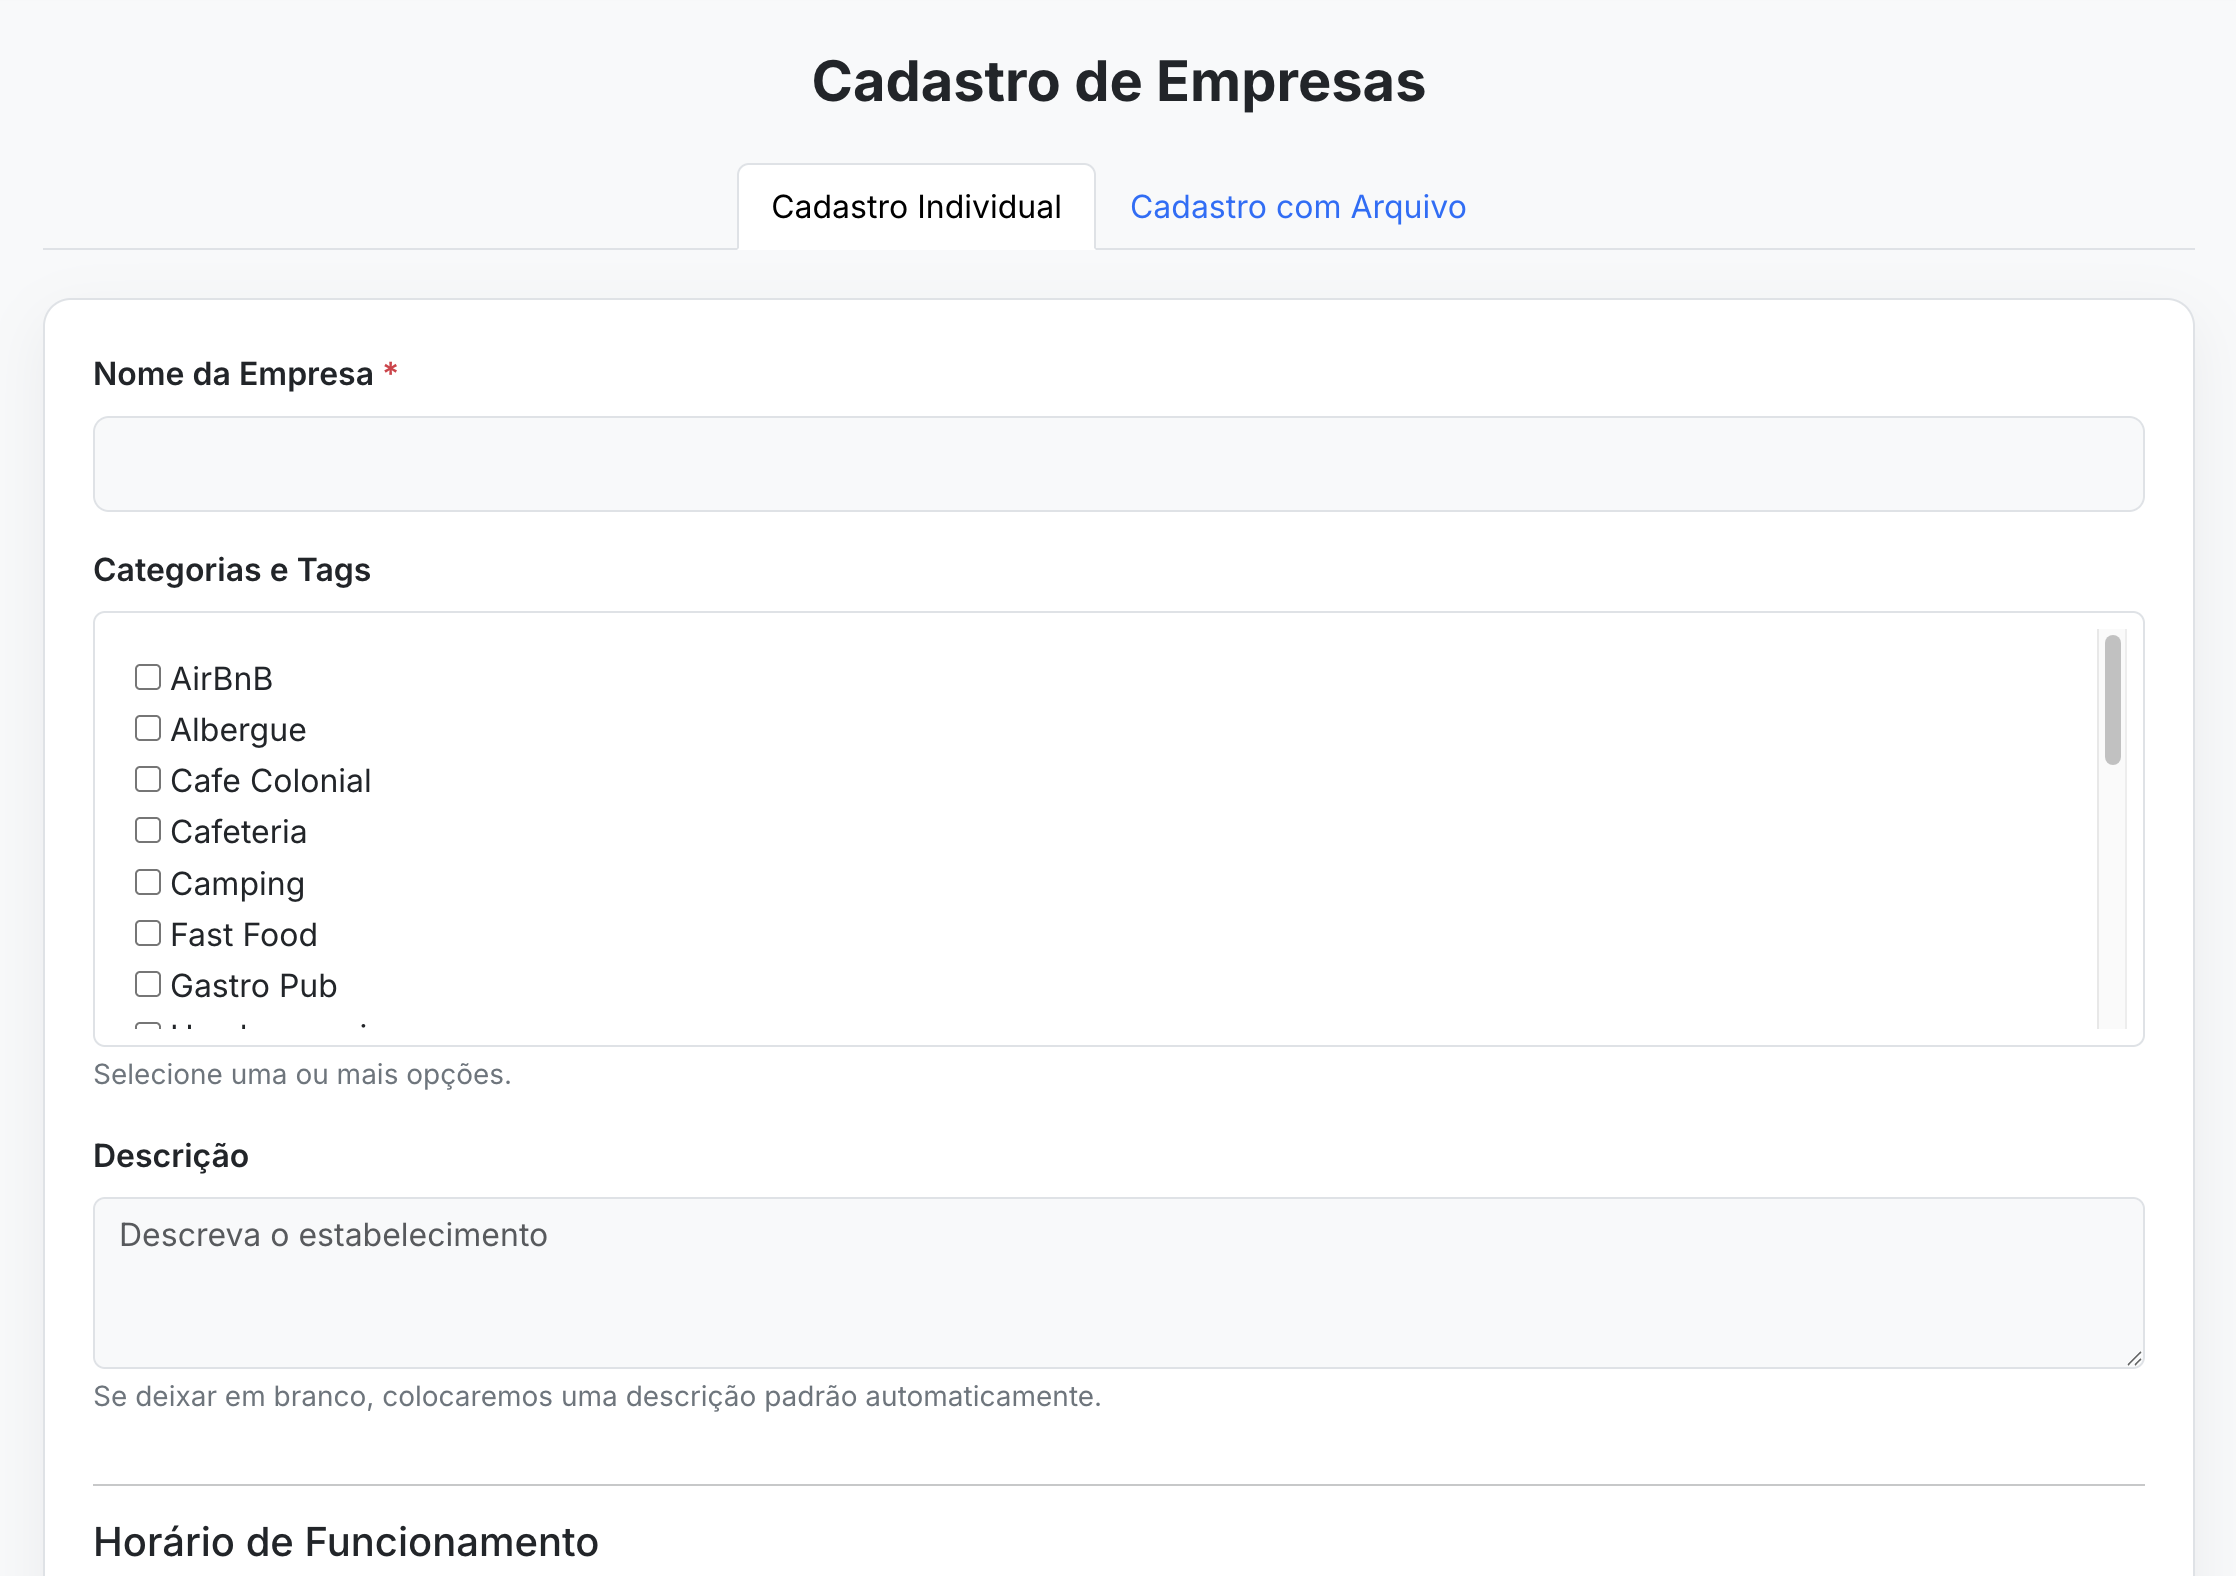 Cadastro de Empresas
Cadastro Individual
Cadastro com Arquivo
Nome da Empresa *
Categorias e Tags
AirBnB
Albergue
Cafe Colonial
Cafeteria
Camping
Fast Food
Gastro Pub
Selecione uma ou mais opções.
Descrição
Descreva o estabelecimento
Se deixar em branco, colocaremos uma descrição padrão automaticamente.
Horário de Funcionamento